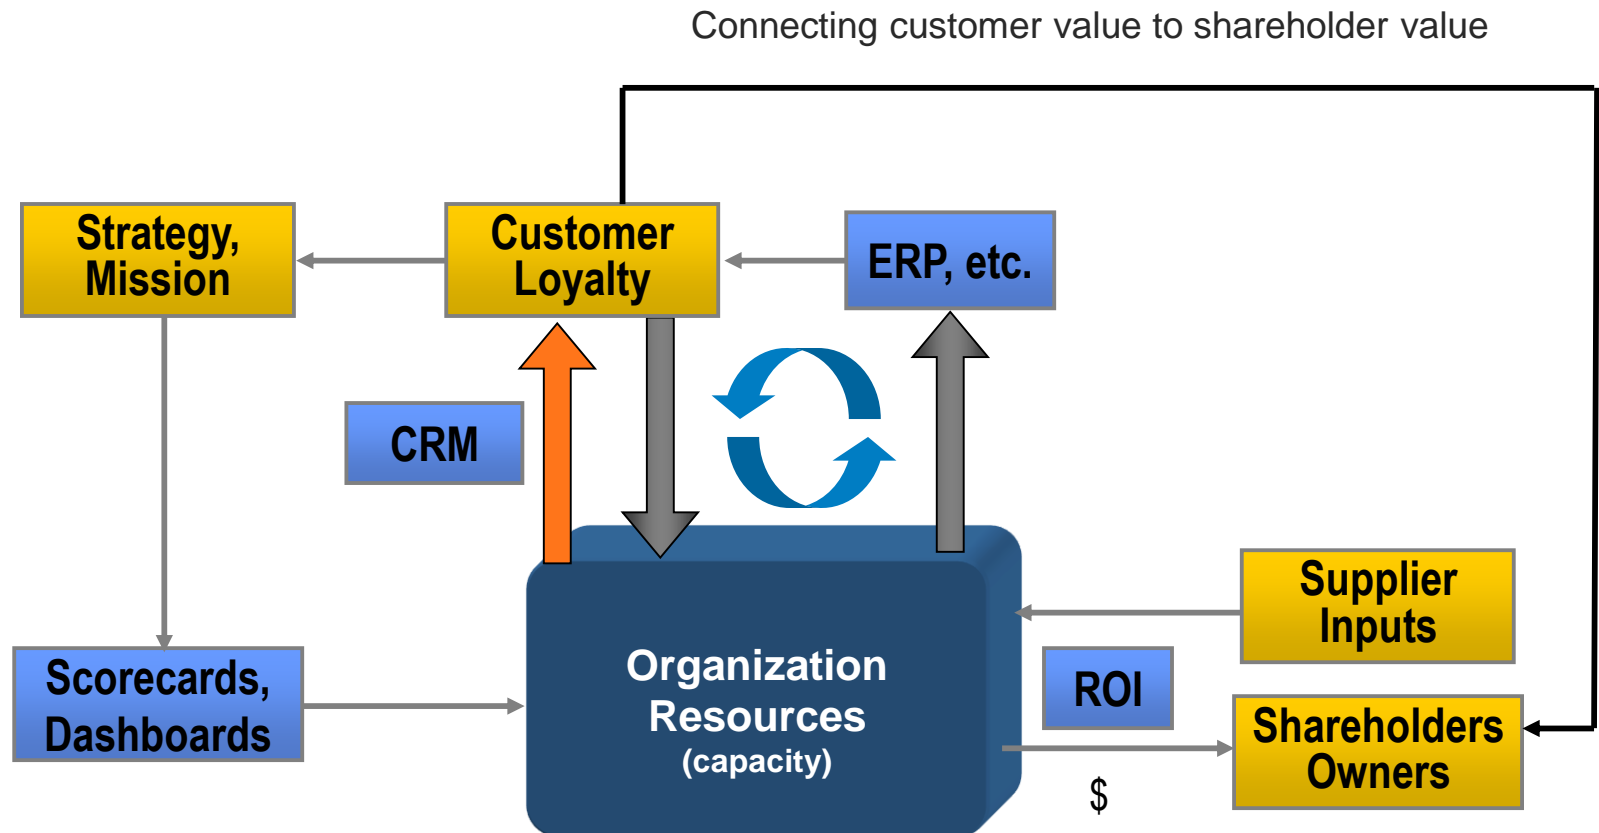 Connecting customer value to shareholder value
Strategy,
Mission
Customer
Loyalty
ERP, etc.
CRM
Supplier
Inputs
Organization
Resources
(capacity)
ROI
Scorecards,
Dashboards
Shareholders
Owners
$